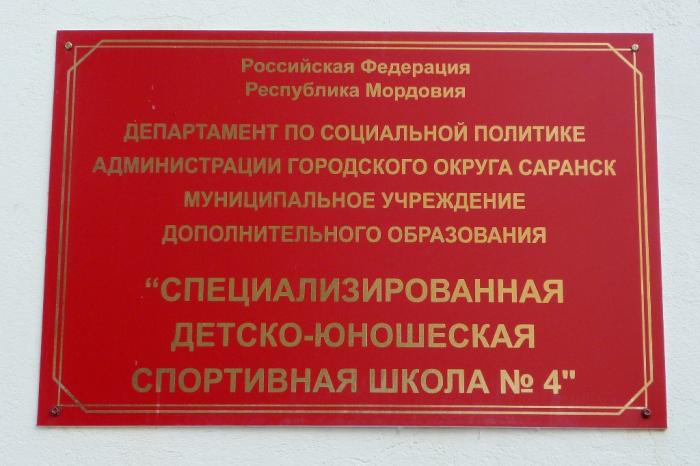 Российская Федерация
Республика Мордовия
ДЕПАРТАМЕНТ ПО СОЦИАЛЬНОЙ ПОЛИТИКЕ
АДМИНИСТРАЦИИ ГОРОДСКОГО ОКРУГА САРАНСК
МУНИЦИПАЛЬНОЕ УЧРЕЖДЕНИЕ
ДОПОЛНИТЕЛЬНОГО ОБРАЗОВАНИЯ
“СПЕЦИАЛИЗИРОВАННАЯ
ДЕТСКО-ЮНОШЕСКАЯ
СПОРТИВНАЯ ШКОЛА № 4"